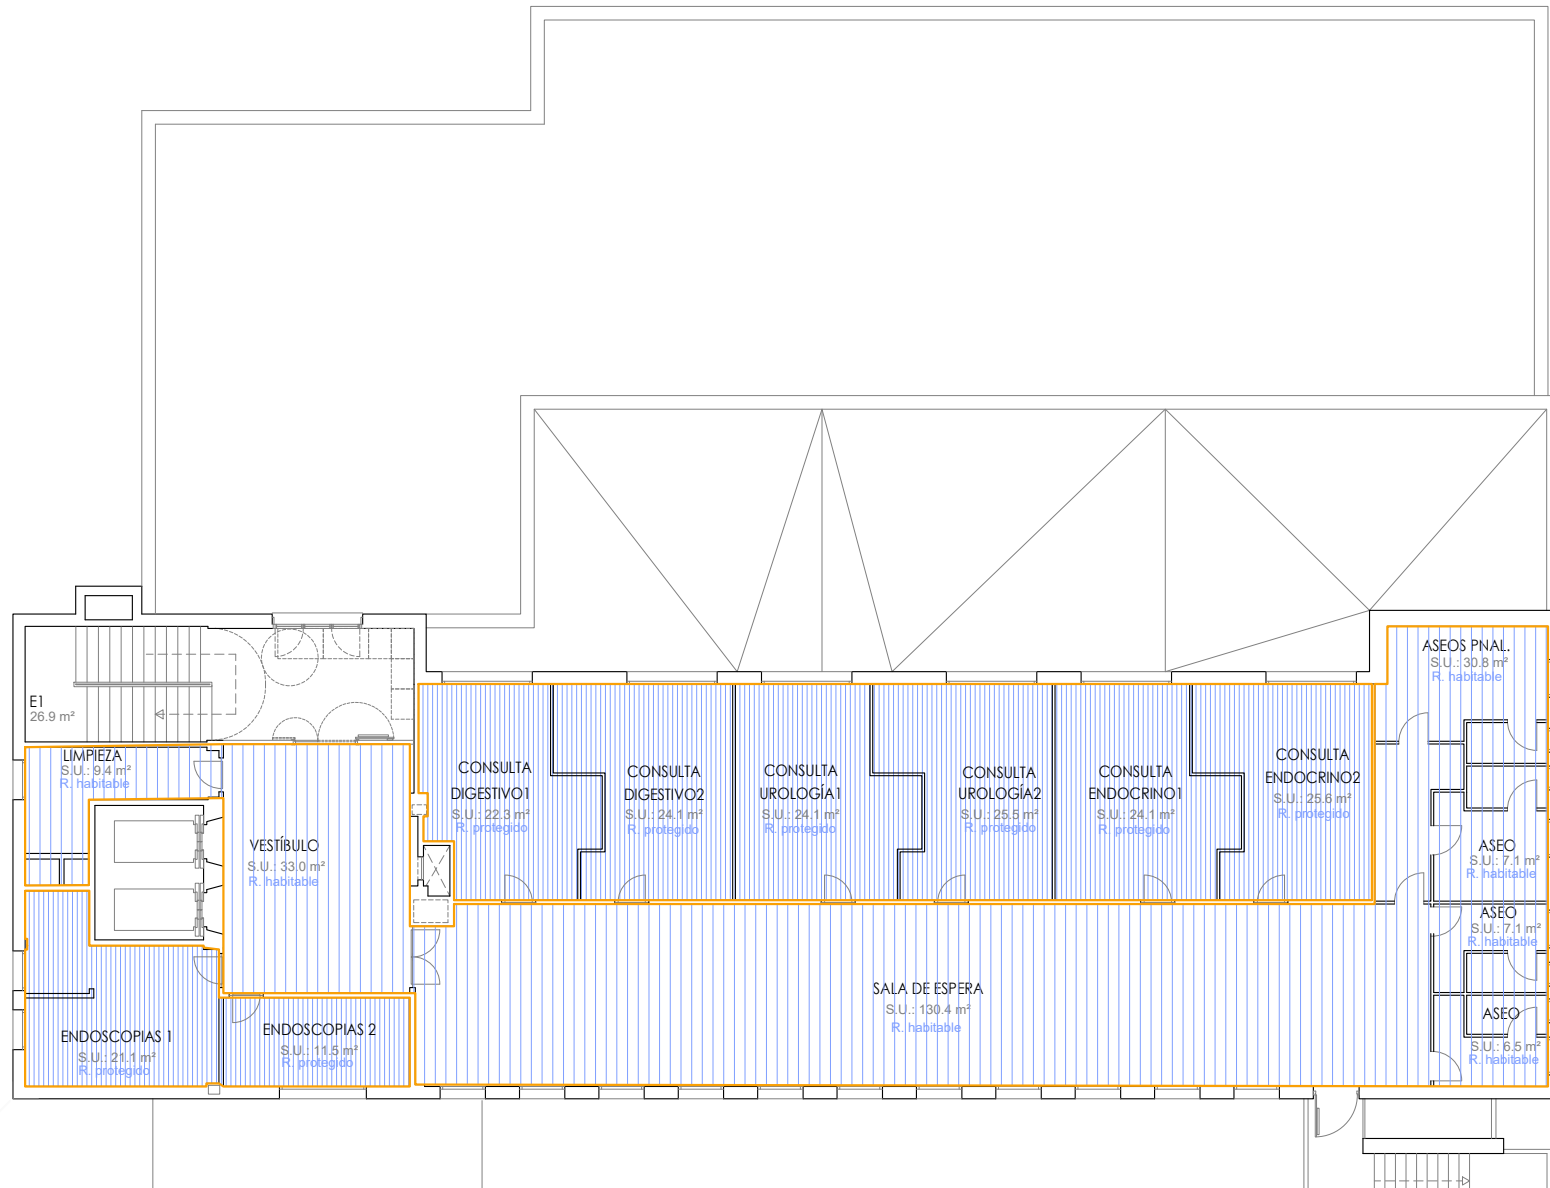 ASEOS PNAL.
S.U.: 30.8 m²
R. habitable
E1
26.9 m²
LIMPIEZA
S.U.: 9.4 m²
R. habitable
VESTÍBULO
S.U.: 33.0 m²
R. habitable
CONSULTA
DIGESTIVO1
S.U.: 22.3 m²
R. protegido
CONSULTA
DIGESTIVO2
S.U.: 24.1 m²
R. protegido
CONSULTA
UROLOGÍA1
S.U.: 24.1 m²
R. protegido
CONSULTA
UROLOGÍA2
S.U.: 25.5 m²
R. protegido
CONSULTA
ENDOCRINO1
S.U.: 24.1 m²
R. protegido
CONSULTA
ENDOCRINO2
S.U.: 25.6 m²
R. protegido
ASEO
S.U.: 7.1 m²
R. habitable
ASEO
S.U.: 7.1 m²
R. habitable
ASEO
S.U.: 6.5 m²
R. habitable
SALA DE ESPERA
S.U.: 130.4 m²
R. habitable
ENDOSCOPIAS 1
S.U.: 21.1 m²
R. protegido
ENDOSCOPIAS 2
S.U.: 11.5 m²
R. protegido